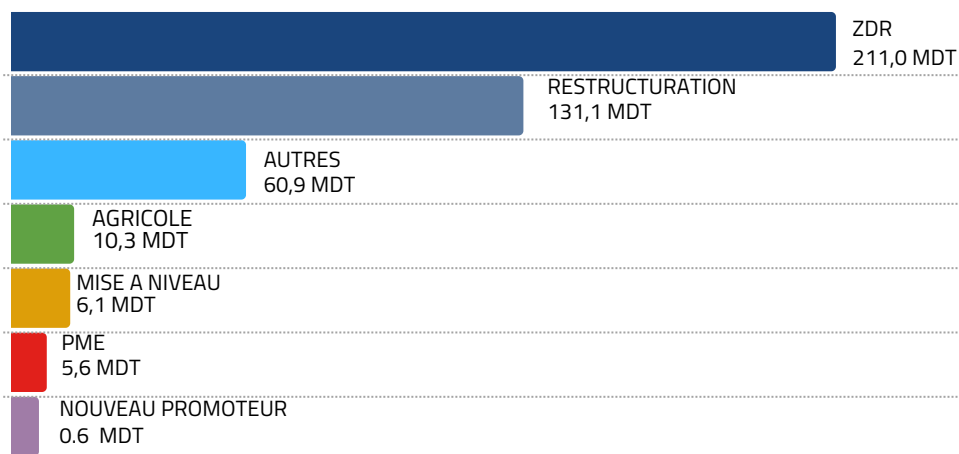 ZDR
211,0 MDT
RESTRUCTURATION
131,1 MDT
AUTRES
60,9 MDT
AGRICOLE
10,3 MDT
MISE A NIVEAU
6,1 MDT
PME
5,6 MDT
NOUVEAU PROMOTEUR
0.6 MDT